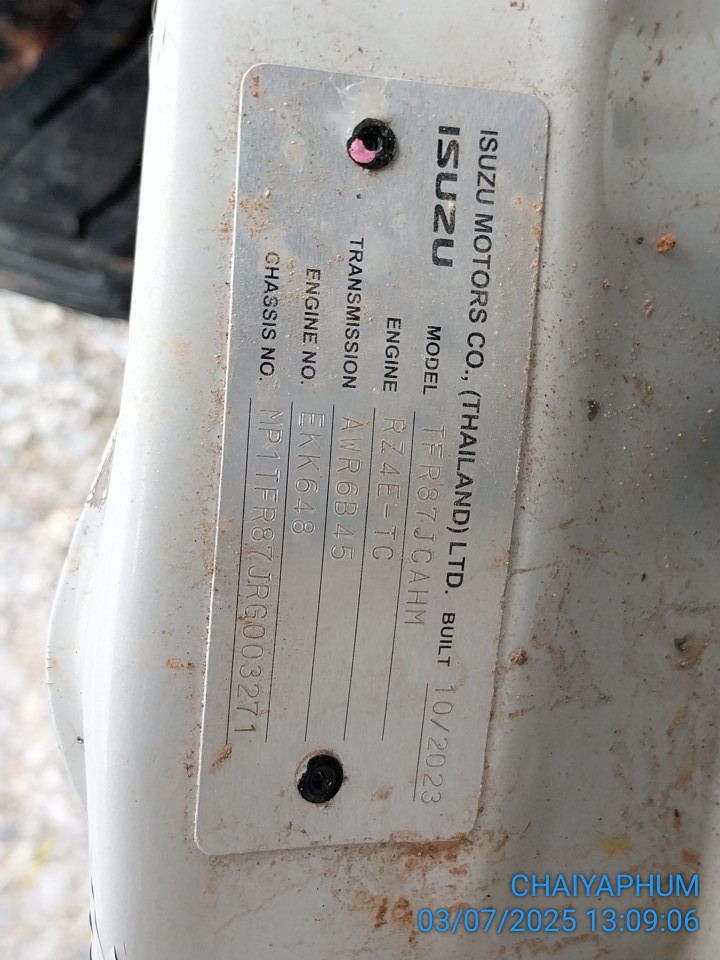 ISUZU MOTORS CO., (THAILAND) LTD. BUILT 10/2023
ISUZU
MODEL TFR87JCAHM
ENGINE RZ4E-TC
TRANSMISSION AWR6B45
ENGINE NO. EKK648
CHASSIS NO. MP1TFR87JRG003271
CHAIYAPHUM
03/07/2025 13:09:06